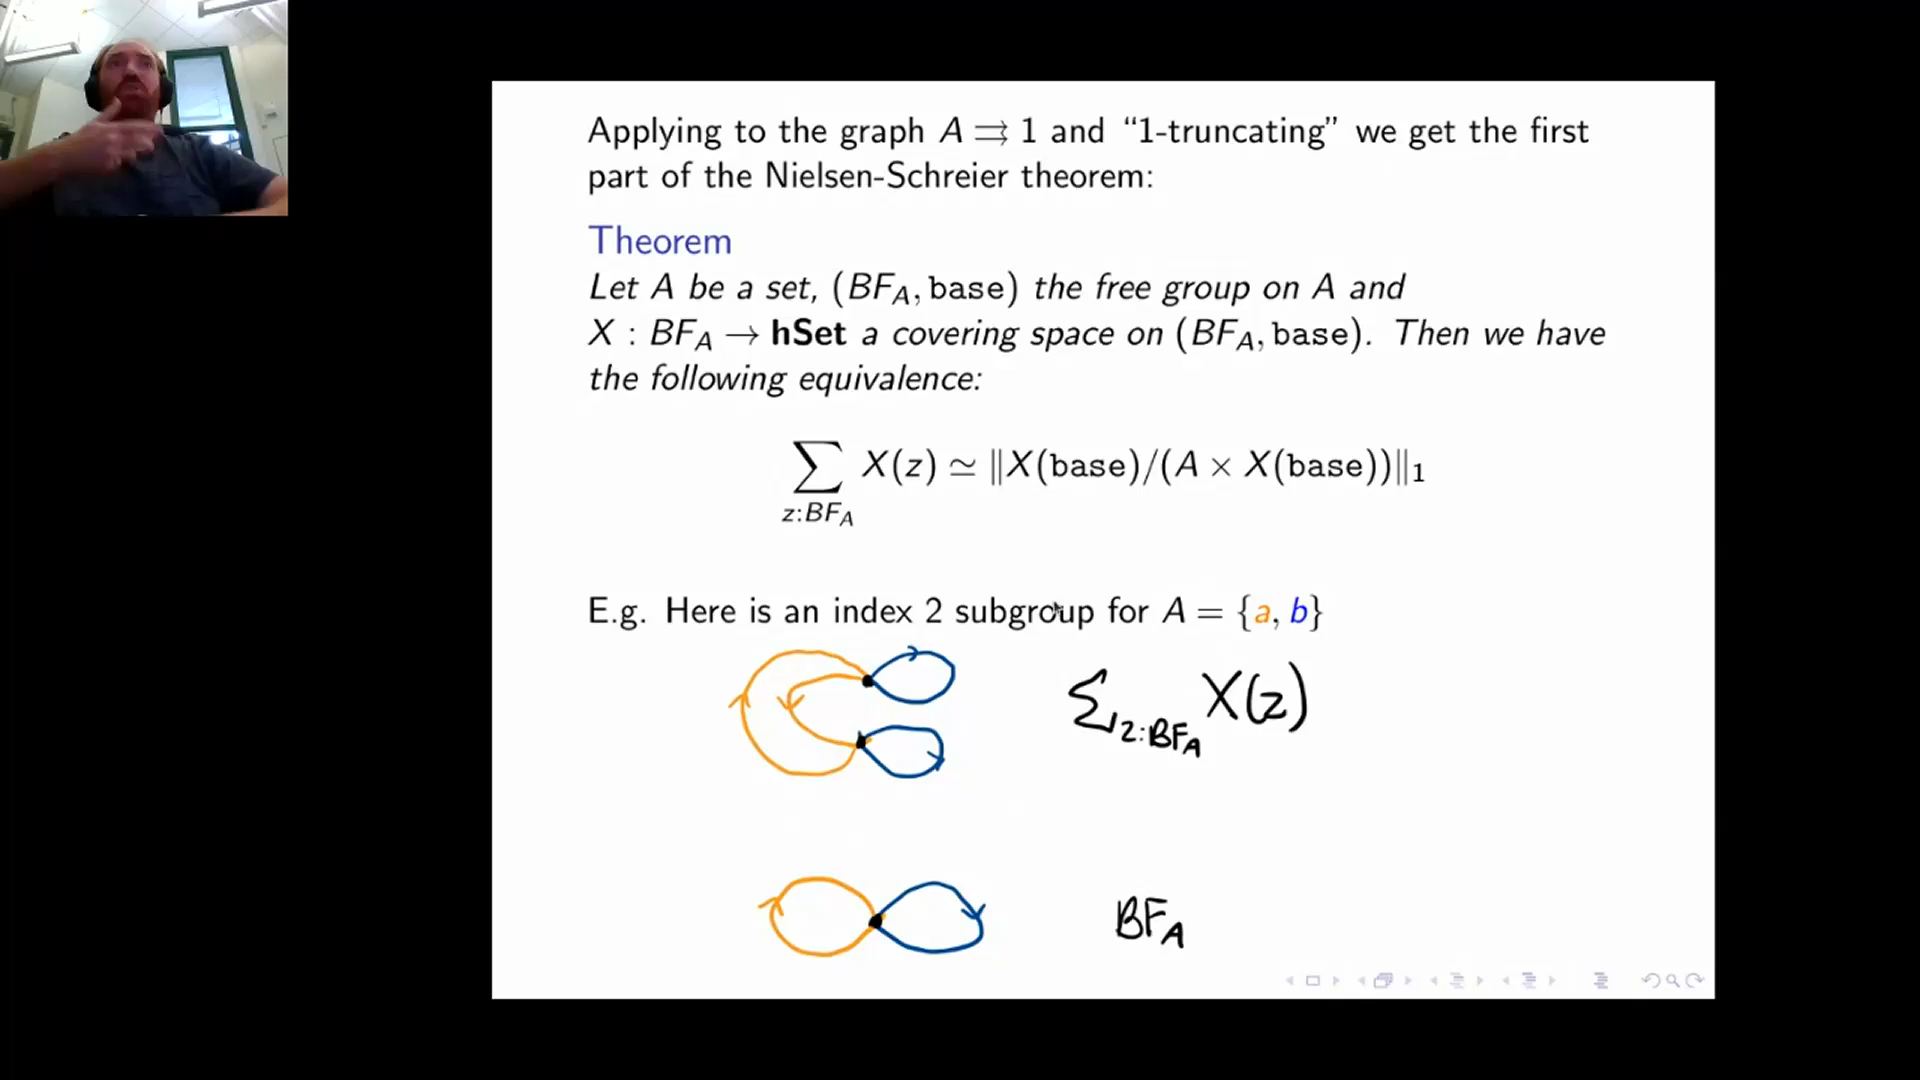 Applying to the graph A ⇉ 1 and “1-truncating” we get the first
part of the Nielsen-Schreier theorem:
Theorem
Let A be a set, (BF_A, base) the free group on A and
X : BF_A → hSet a covering space on (BF_A, base). Then we have
the following equivalence:
∑_{z:BF_A} X(z) ≃ ‖X(base)/(A × X(base))‖₁
E.g. Here is an index 2 subgroup for A = {a, b}
Σ_{z:BF_A} X(z)
BF_A